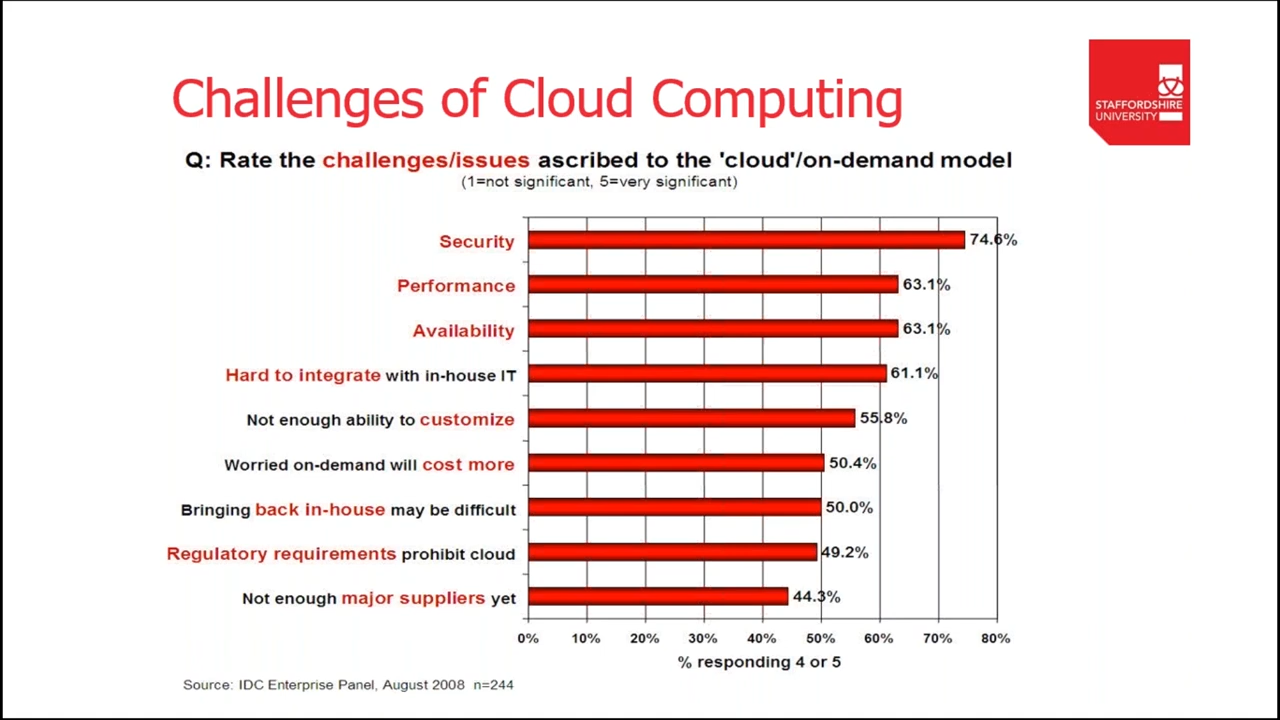 Challenges of Cloud Computing
STAFFORDSHIRE
UNIVERSITY
Q: Rate the challenges/issues ascribed to the 'cloud'/on-demand model
(1=not significant, 5=very significant)
Security 74.6%
Performance 63.1%
Availability 63.1%
Hard to integrate with in-house IT 61.1%
Not enough ability to customize 55.8%
Worried on-demand will cost more 50.4%
Bringing back in-house may be difficult 50.0%
Regulatory requirements prohibit cloud 49.2%
Not enough major suppliers yet 44.3%
0% 10% 20% 30% 40% 50% 60% 70% 80%
% responding 4 or 5
Source: IDC Enterprise Panel, August 2008 n=244